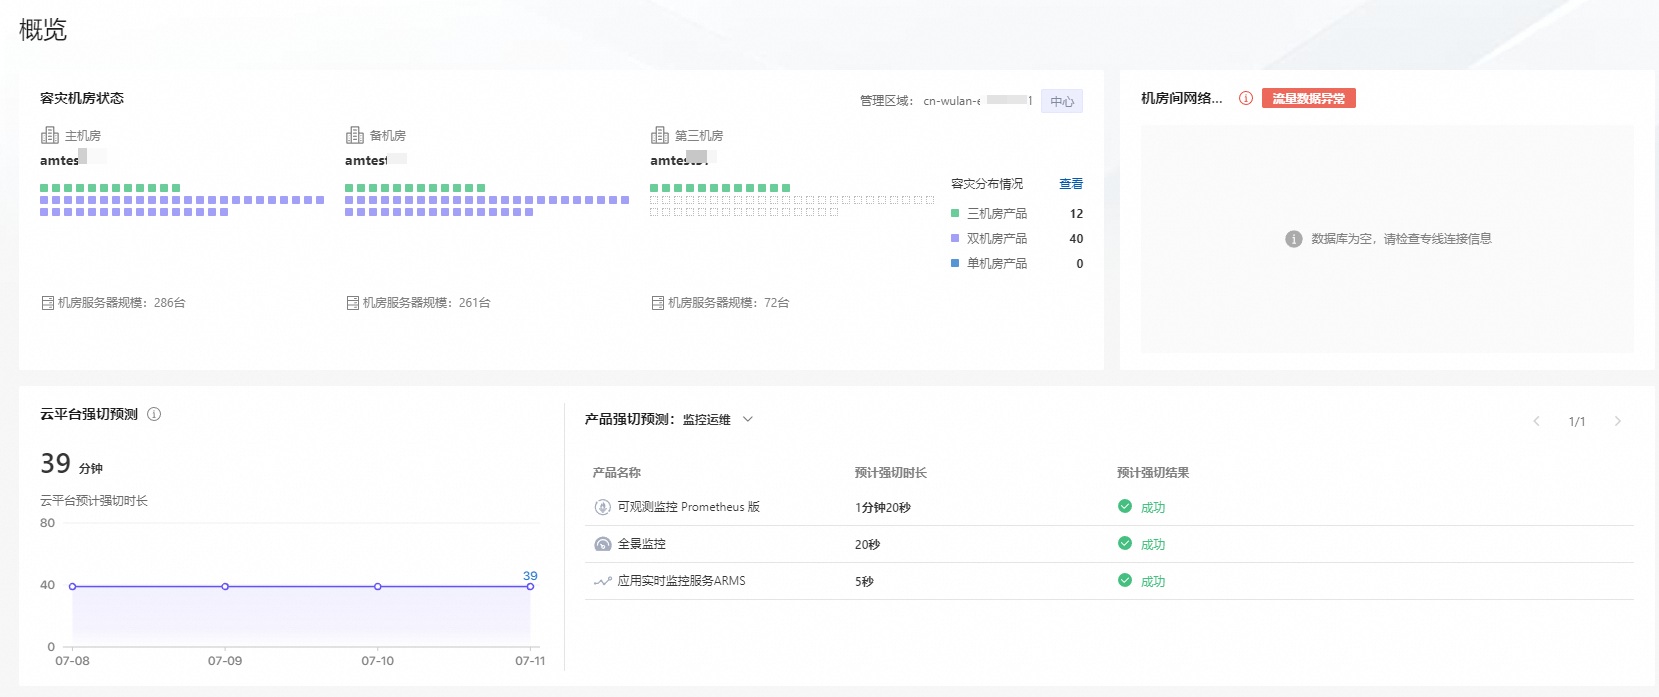 概览
容灾机房状态
管理区域： cn-wulan-e 1 中心
主机房
备机房
第三机房
amtes
amtest
amtes
容灾分布情况 查看
三机房产品 12
双机房产品 40
单机房产品 0
机房服务器规模：286台
机房服务器规模：261台
机房服务器规模：72台
机房间网络... 流量数据异常
数据库为空，请检查专线连接信息
云平台强切预测
39 分钟
云平台预计强切时长
80
40
0
39
07-08 07-09 07-10 07-11
产品强切预测： 监控运维
1/1
产品名称 预计强切时长 预计强切结果
可观测监控 Prometheus 版 1分钟20秒 成功
全景监控 20秒 成功
应用实时监控服务ARMS 5秒 成功